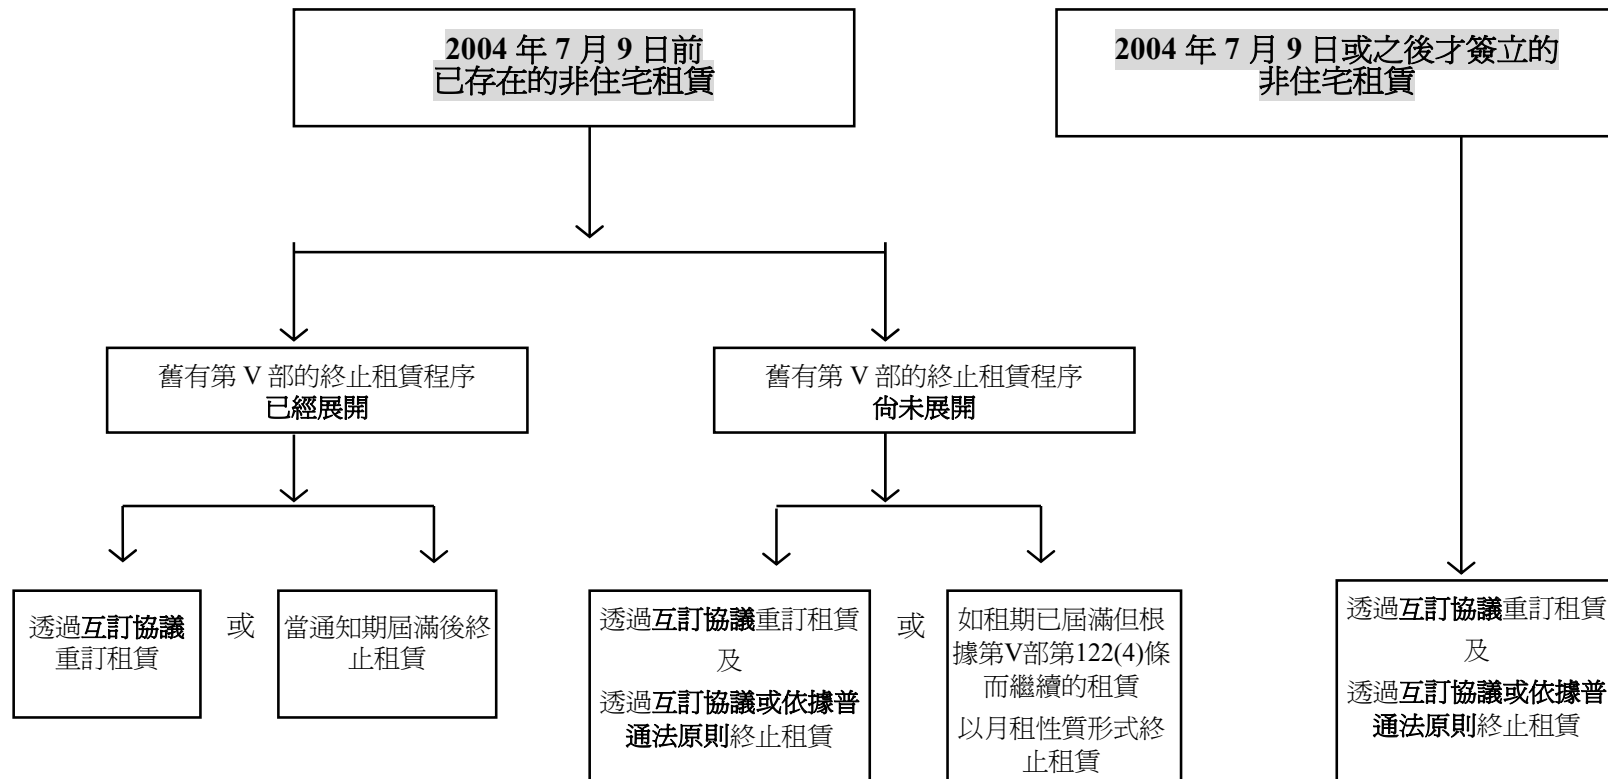 2004 年 7 月 9 日前
已存在的非住宅租賃
2004 年 7 月 9 日或之後才簽立的
非住宅租賃
舊有第 V 部的終止租賃程序
已經展開
舊有第 V 部的終止租賃程序
尚未展開
透過互訂協議
重訂租賃
或
當通知期屆滿後終
止租賃
透過互訂協議重訂租賃
及
透過互訂協議或依據普
通法原則終止租賃
或
如租期已屆滿但根
據第V部第122(4)條
而繼續的租賃
以月租性質形式終
止租賃
透過互訂協議重訂租賃
及
透過互訂協議或依據普
通法原則終止租賃